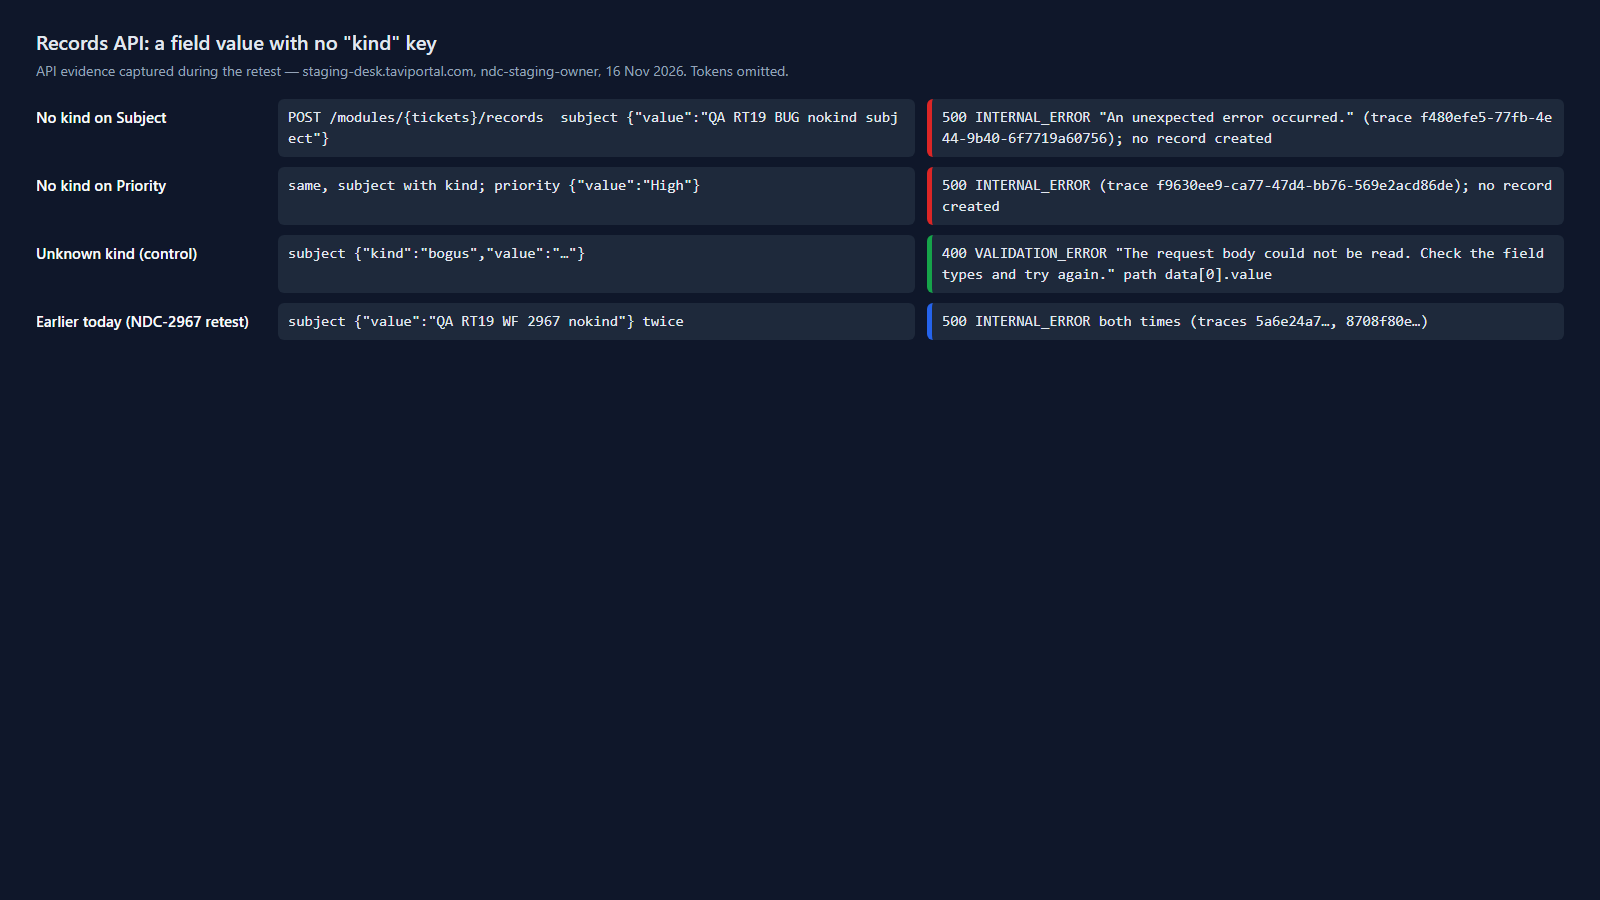 Records API: a field value with no "kind" key
API evidence captured during the retest — staging-desk.taviportal.com, ndc-staging-owner, 16 Nov 2026. Tokens omitted.
No kind on Subject
POST /modules/{tickets}/records  subject {"value":"QA RT19 BUG nokind subj
ect"}
500 INTERNAL_ERROR "An unexpected error occurred." (trace f480efe5-77fb-4e
44-9b40-6f7719a60756); no record created
No kind on Priority
same, subject with kind; priority {"value":"High"}
500 INTERNAL_ERROR (trace f9630ee9-ca77-47d4-bb76-569e2acd86de); no record
created
Unknown kind (control)
subject {"kind":"bogus","value":"…"}
400 VALIDATION_ERROR "The request body could not be read. Check the field
types and try again." path data[0].value
Earlier today (NDC-2967 retest)
subject {"value":"QA RT19 WF 2967 nokind"} twice
500 INTERNAL_ERROR both times (traces 5a6e24a7…, 8708f80e…)